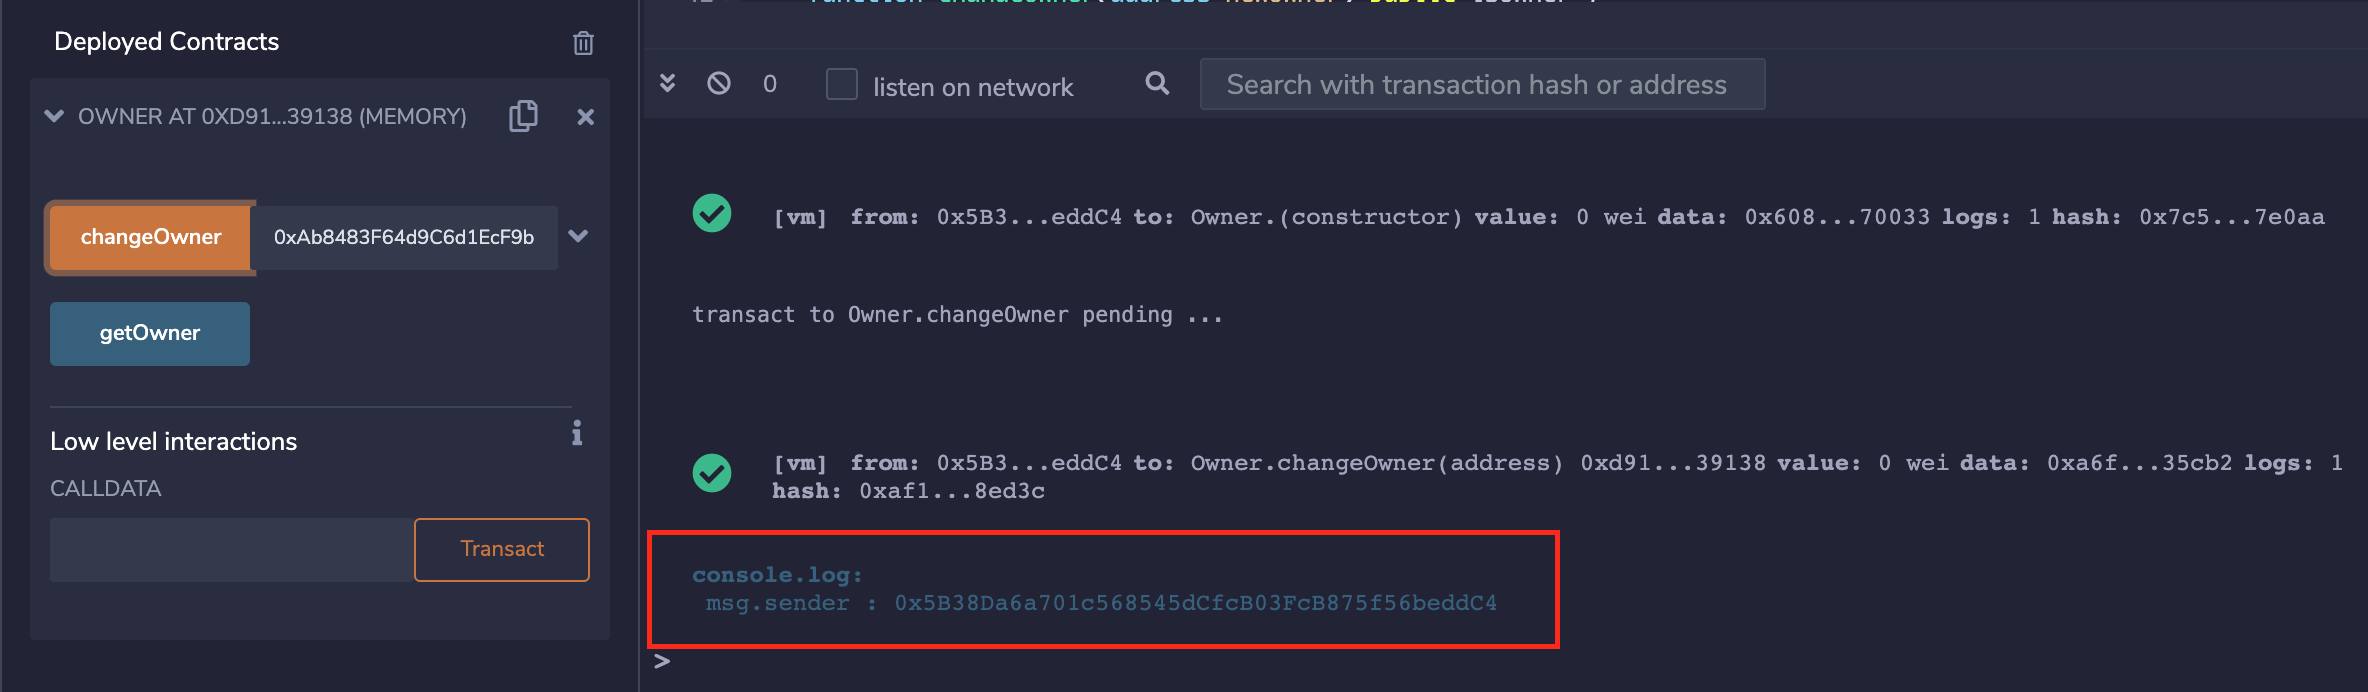 Deployed Contracts
OWNER AT 0XD91...39138 (MEMORY)
changeOwner 0xAb8483F64d9C6d1EcF9b
getOwner
Low level interactions
CALLDATA
Transact
0 listen on network Search with transaction hash or address
[vm] from: 0x5B3...eddC4 to: Owner.(constructor) value: 0 wei data: 0x608...70033 logs: 1 hash: 0x7c5...7e0aa
transact to Owner.changeOwner pending ...
[vm] from: 0x5B3...eddC4 to: Owner.changeOwner(address) 0xd91...39138 value: 0 wei data: 0xa6f...35cb2 logs: 1
hash: 0xaf1...8ed3c
console.log:
msg.sender : 0x5B38Da6a701c568545dCfcB03FcB875f56beddC4
>